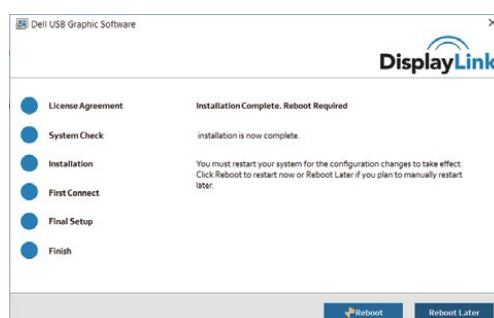 Dell USB Graphic Software
DisplayLink
License Agreement
System Check
Installation
First Connect
Final Setup
Finish
Installation Complete. Reboot Required
installation is now complete.
You must restart your system for the configuration changes to take effect.
Click Reboot to restart now or Reboot Later if you plan to manually restart
later.
Reboot
Reboot Later